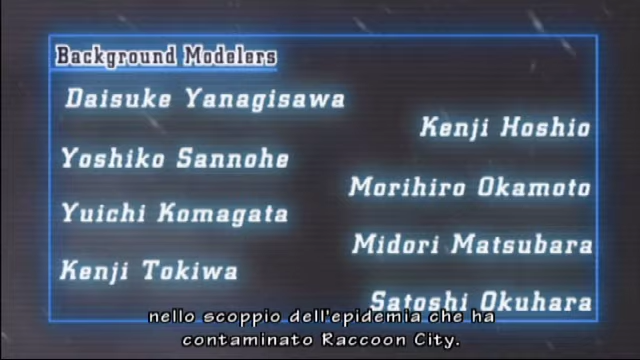 Background Modelers
Daisuke Yanagisawa
Kenji Hoshio
Yoshiko Sannohe
Morihiro Okamoto
Yuichi Komagata
Midori Matsubara
Kenji Tokiwa
Satoshi Okuhara
nello scoppio dell'epidemia che ha
contaminato Raccoon City.